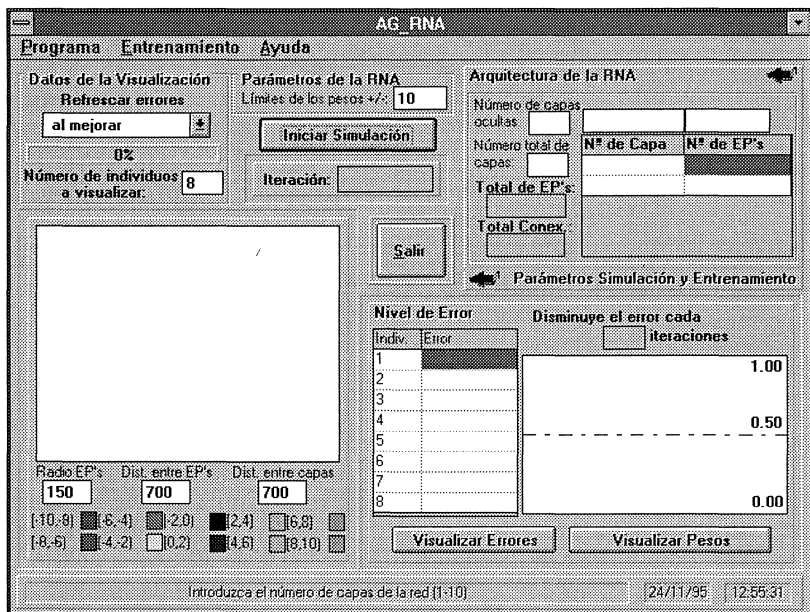 AG_RNA
Programa Entrenamiento Ayuda
Datos de la Visualización
Refrescar errores
al mejorar
0%
Número de individuos
a visualizar:
8
Parámetros de la RNA
Límites de los pesos +/-: 10
Iniciar Simulación
Iteración:
Arquitectura de la RNA
Número de capas
ocultas
Número total de
capas:
Total de EP's:
Total Conex.:
Nº de Capa Nº de EP's
Salir
Parámetros Simulación y Entrenamiento
Nivel de Error
Indiv. Error
1
2
3
4
5
6
7
8
Disminuye el error cada
iteraciones
1.00
0.50
0.00
Radio EP's Dist. entre EP's Dist. entre capas
150 700 700
[-10,-8) [-6,-4) [-2,0) [2,4) [6,8)
[-8,-6) [-4,-2) [0,2) [4,6) [8,10)
Visualizar Errores Visualizar Pesos
Introduzca el número de capas de la red (1-10) 24/11/95 12:55:31